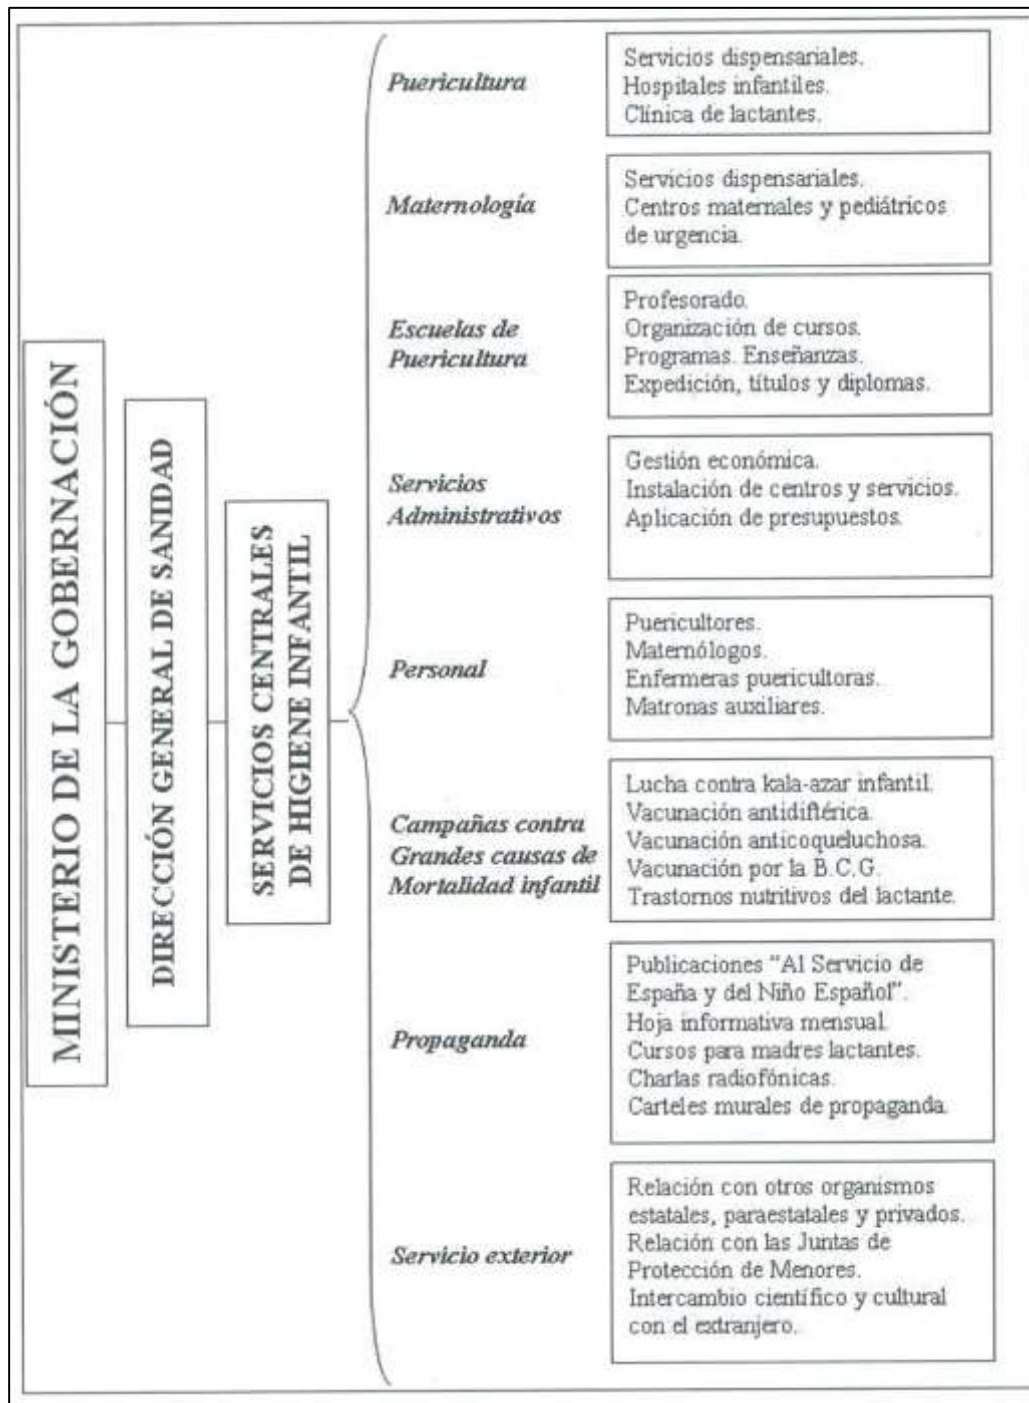 MINISTERIO DE LA GOBERNACIÓN
DIRECCIÓN GENERAL DE SANIDAD
SERVICIOS CENTRALES
DE HIGIENE INFANTIL
Puericultura
Servicios dispensariales.
Hospitales infantiles.
Clínica de lactantes.
Maternología
Servicios dispensariales.
Centros maternales y pediátricos
de urgencia.
Escuelas de
Puericultura
Profesorado.
Organización de cursos.
Programas. Enseñanzas.
Expedición, títulos y diplomas.
Servicios
Administrativos
Gestión económica.
Instalación de centros y servicios.
Aplicación de presupuestos.
Personal
Puericultores.
Maternólogos.
Enfermeras puericultoras.
Matronas auxiliares.
Campañas contra
Grandes causas de
Mortalidad infantil
Lucha contra kala-azar infantil.
Vacunación antidiftérica.
Vacunación anticoqueluchosa.
Vacunación por la B.C.G.
Trastornos nutritivos del lactante.
Propaganda
Publicaciones “Al Servicio de
España y del Niño Español”.
Hoja informativa mensual.
Cursos para madres lactantes.
Charlas radiofónicas.
Carteles murales de propaganda.
Servicio exterior
Relación con otros organismos
estatales, paraestatales y privados.
Relación con las Juntas de
Protección de Menores.
Intercambio científico y cultural
con el extranjero.